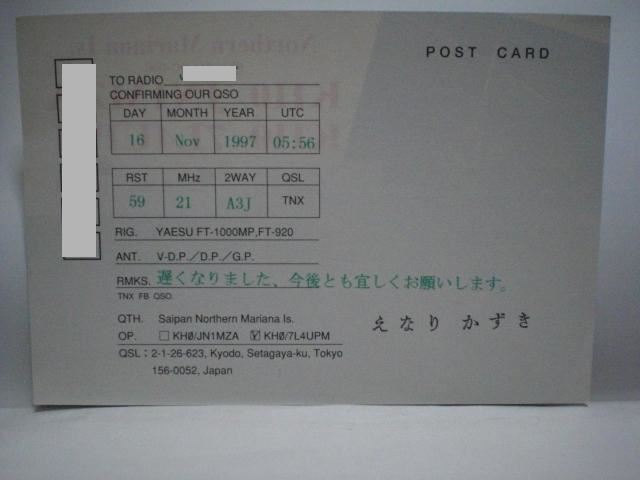 POST CARD
TO RADIO
CONFIRMING OUR QSO
DAY MONTH YEAR UTC
16 Nov 1997 05:56
RST MHz 2WAY QSL
59 21 A3J TNX
RIG. YAESU FT-1000MP,FT-920
ANT. V-D.P./D.P./G.P.
RMKS. 遅くなりました、今後とも宜しくお願いします。
TNX FB QSO.
QTH. Saipan Northern Mariana Is.
OP. □ KHØ/JN1MZA ☑ KHØ/7L4UPM
えなり かずき
QSL：2-1-26-623, Kyodo, Setagaya-ku, Tokyo
156-0052, Japan